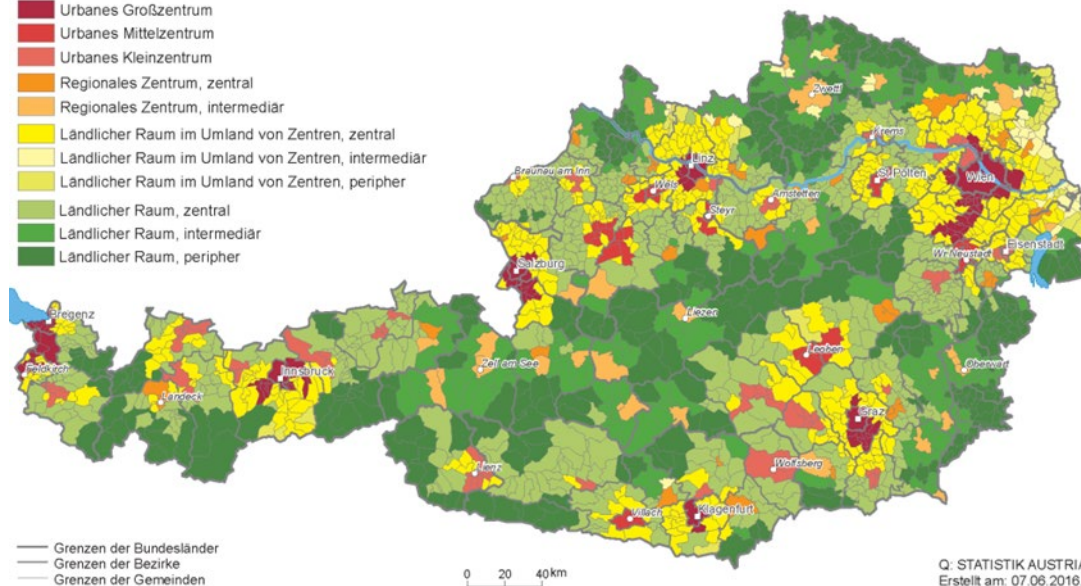 Urbanes Großzentrum
Urbanes Mittelzentrum
Urbanes Kleinzentrum
Regionales Zentrum, zentral
Regionales Zentrum, intermediär
Ländlicher Raum im Umland von Zentren, zentral
Ländlicher Raum im Umland von Zentren, intermediär
Ländlicher Raum im Umland von Zentren, peripher
Ländlicher Raum, zentral
Ländlicher Raum, intermediär
Ländlicher Raum, peripher
Zwettl
Krems
Linz
Braunau am Inn
Wels
St. Pölten
Wien
Amstetten
Steyr
Eisenstadt
Wr. Neustadt
Salzburg
Bregenz
Liezen
Leoben
Zell am See
Oberwart
Feldkirch
Innsbruck
Landeck
Graz
Lienz
Wolfsberg
Villach
Klagenfurt
Grenzen der Bundesländer
Grenzen der Bezirke
Grenzen der Gemeinden
0 20 40 km
Q: STATISTIK AUSTRIA
Erstellt am: 07.06.2016